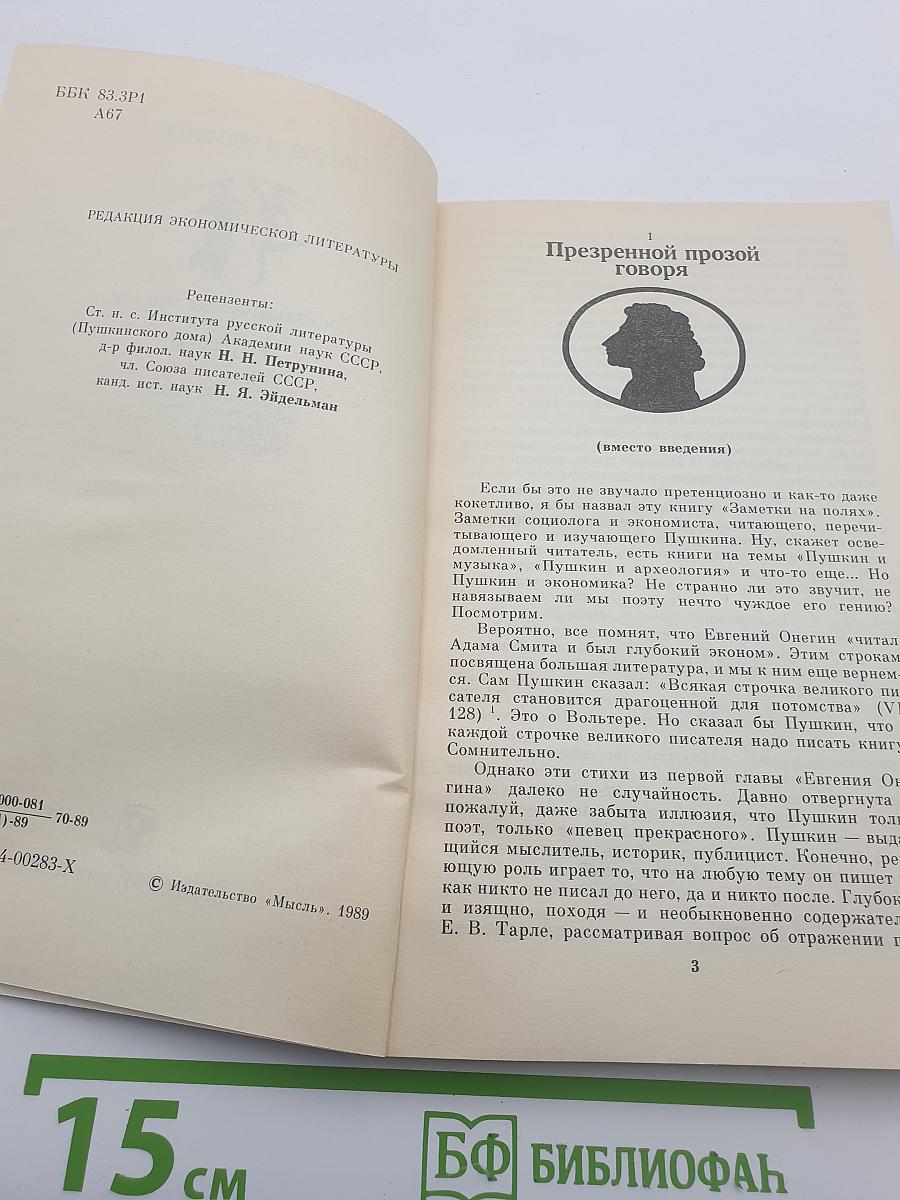 ББК 83.3Р1
А67
РЕДАКЦИЯ ЭКОНОМИЧЕСКОЙ ЛИТЕРАТУРЫ
Рецензенты:
Ст. н. с. Института русской литературы
(Пушкинского дома) Академии наук СССР,
д-р филол. наук Н. Н. Петрунина,
чл. Союза писателей СССР,
канд. ист. наук Н. Я. Эйдельман
000-081
)-89
70-89
4-00283-X
© Издательство «Мысль». 1989
I
Презренной прозой
говоря
(вместо введения)
Если бы это не звучало претенциозно и как-то даже
кокетливо, я бы назвал эту книгу «Заметки на полях».
Заметки социолога и экономиста, читающего, перечи-
тывающего и изучающего Пушкина. Ну, скажет осве-
домленный читатель, есть книги на темы «Пушкин и
музыка», «Пушкин и археология» и что-то еще... Но
Пушкин и экономика? Не странно ли это звучит, не
навязываем ли мы поэту нечто чуждое его гению?
Посмотрим.
Вероятно, все помнят, что Евгений Онегин «читал
Адама Смита и был глубокий эконом». Этим строкам
посвящена большая литература, и мы к ним еще вернем-
ся. Сам Пушкин сказал: «Всякая строчка великого пи-
сателя становится драгоценной для потомства» (VI
128) 1. Это о Вольтере. Но сказал бы Пушкин, что
каждой строчке великого писателя надо писать книгу
Сомнительно.
Однако эти стихи из первой главы «Евгения Он
гина» далеко не случайность. Давно отвергнута
пожалуй, даже забыта иллюзия, что Пушкин толь
поэт, только «певец прекрасного». Пушкин — выда
щийся мыслитель, историк, публицист. Конечно, ре
ющую роль играет то, что на любую тему он пишет
как никто не писал до него, да и никто после. Глубок
и изящно, походя — и необыкновенно содержател
Е. В. Тарле, рассматривая вопрос об отражении п
3
15 см
БФ БИБЛИОФАН